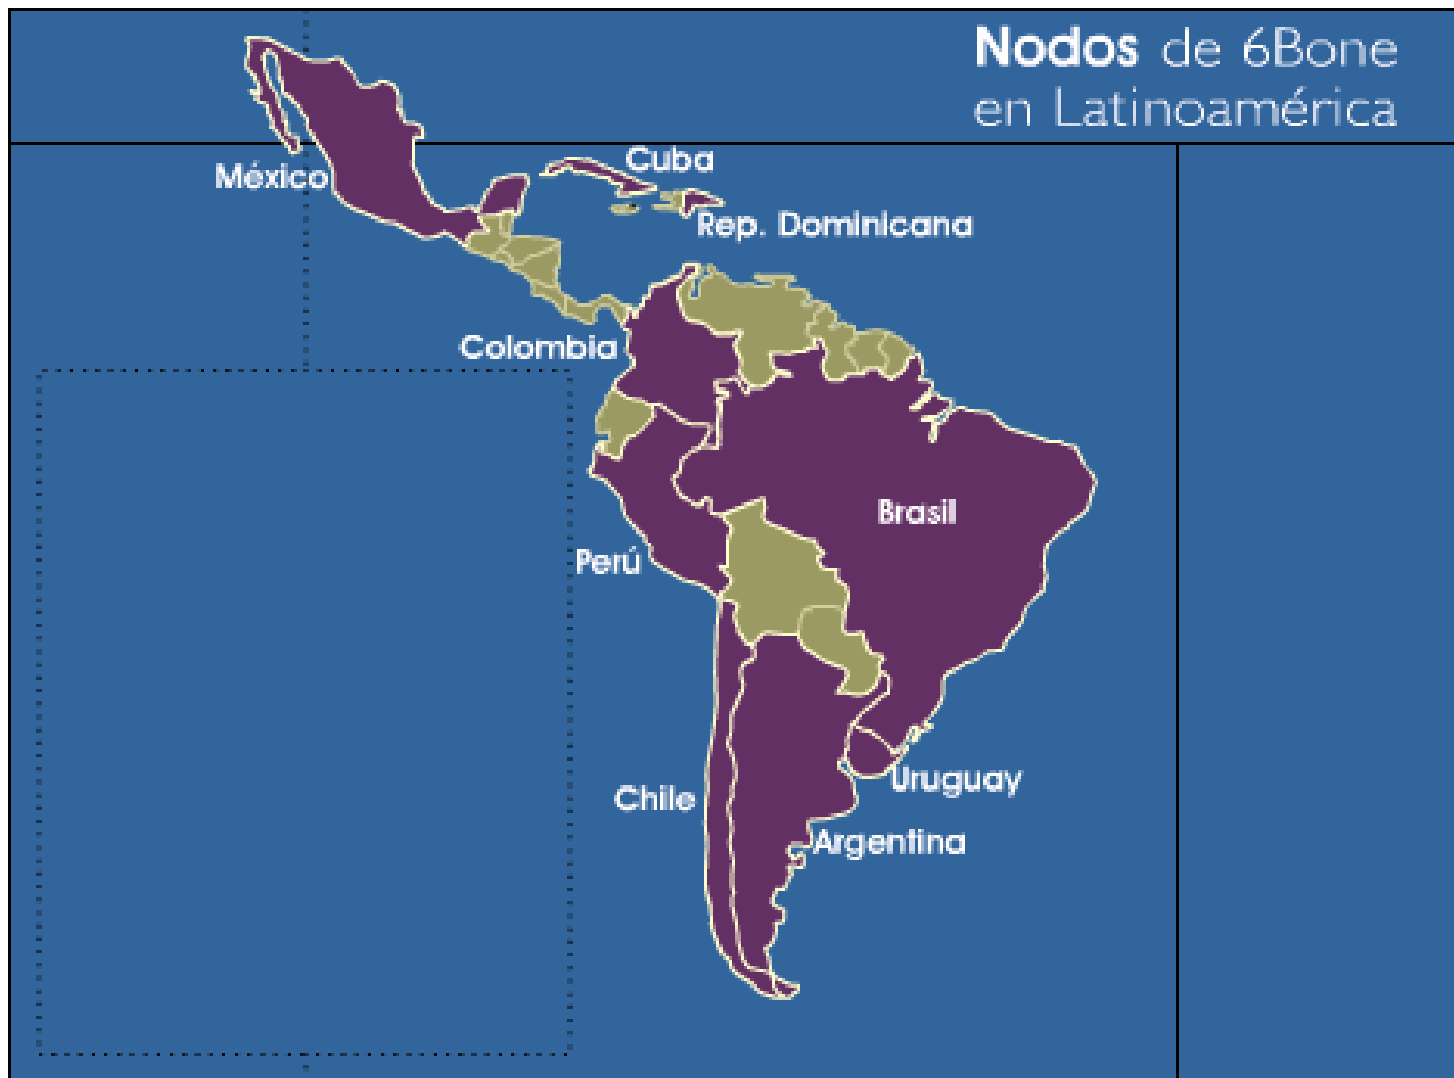 Nodos de 6Bone
en Latinoamérica
Cuba
México
Rep. Dominicana
Colombia
Brasil
Perú
Uruguay
Chile
Argentina